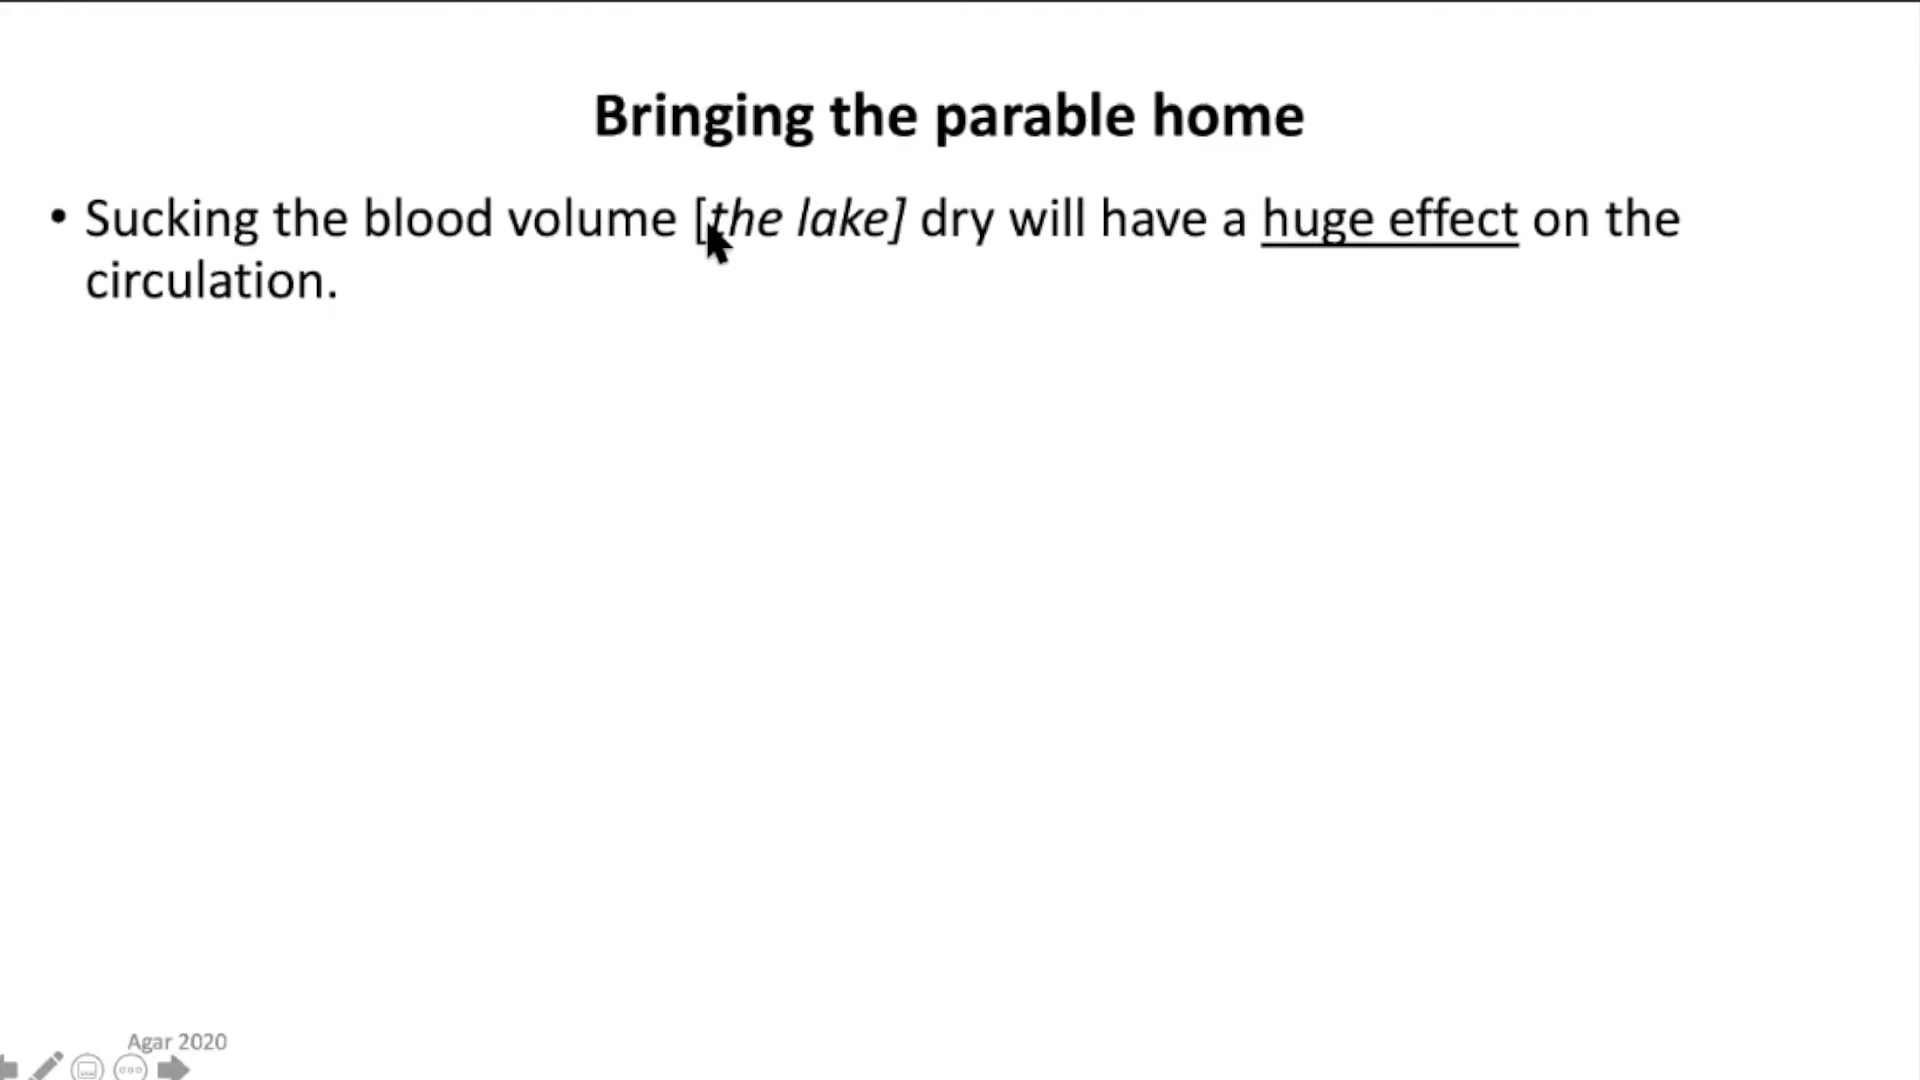 Bringing the parable home
• Sucking the blood volume [the lake] dry will have a huge effect on the
circulation.
Agar 2020